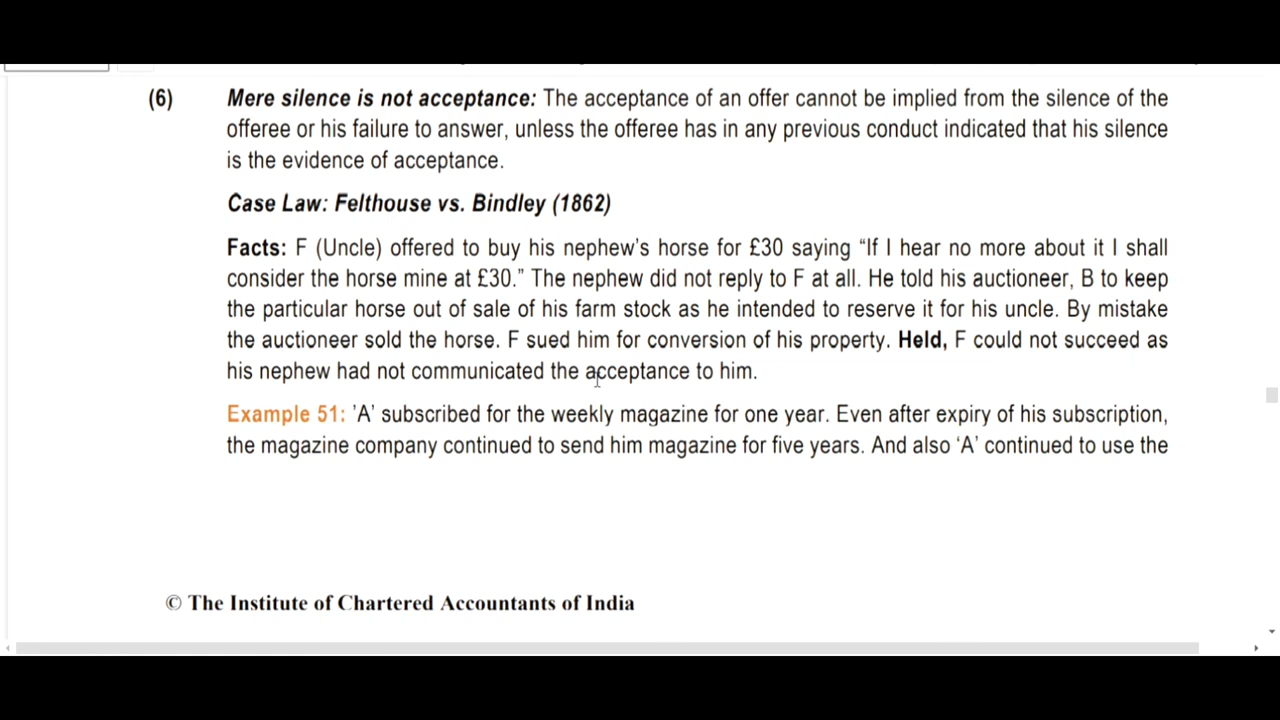 (6) Mere silence is not acceptance: The acceptance of an offer cannot be implied from the silence of the
offeree or his failure to answer, unless the offeree has in any previous conduct indicated that his silence
is the evidence of acceptance.
Case Law: Felthouse vs. Bindley (1862)
Facts: F (Uncle) offered to buy his nephew's horse for £30 saying “If I hear no more about it I shall
consider the horse mine at £30.” The nephew did not reply to F at all. He told his auctioneer, B to keep
the particular horse out of sale of his farm stock as he intended to reserve it for his uncle. By mistake
the auctioneer sold the horse. F sued him for conversion of his property. Held, F could not succeed as
his nephew had not communicated the acceptance to him.
Example 51: ’A’ subscribed for the weekly magazine for one year. Even after expiry of his subscription,
the magazine company continued to send him magazine for five years. And also ‘A’ continued to use the
© The Institute of Chartered Accountants of India